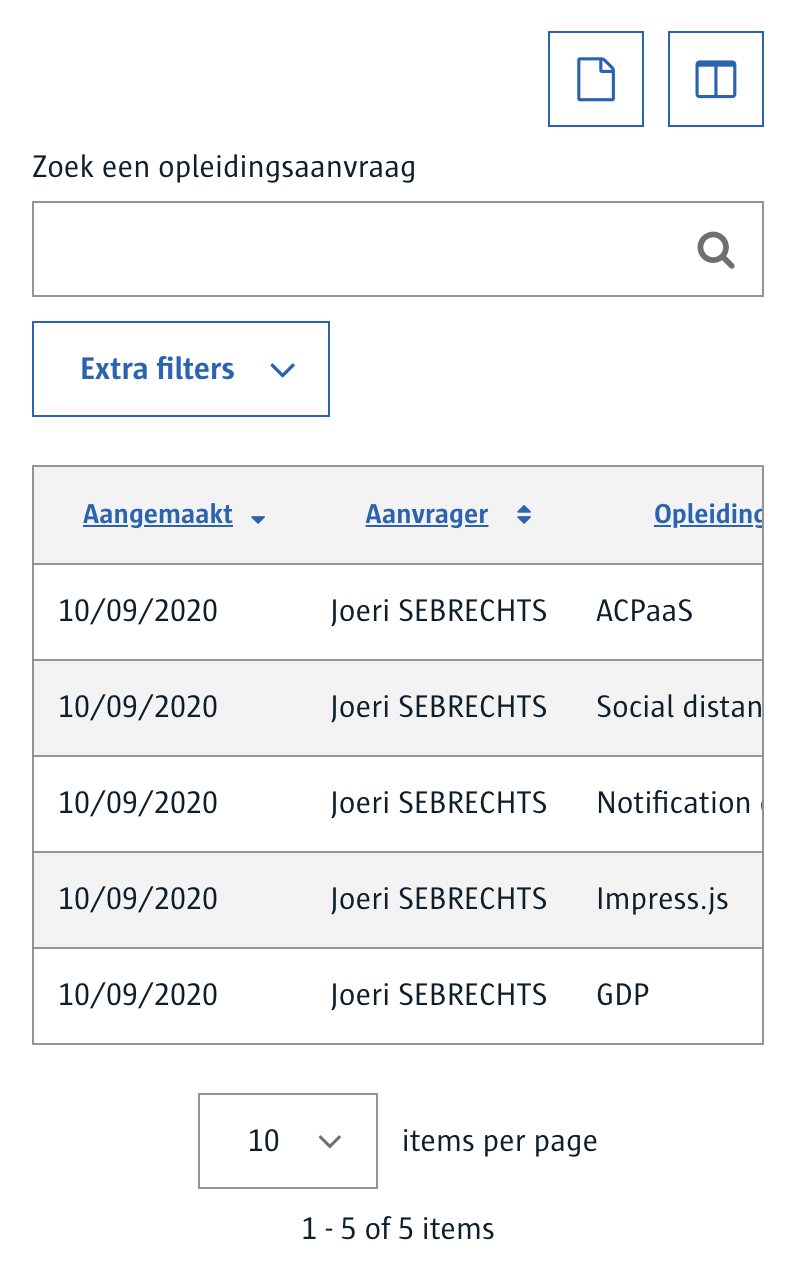 Zoek een opleidingsaanvraag
Extra filters
Aangemaakt Aanvrager Opleiding
10/09/2020 Joeri SEBRECHTS ACPaaS
10/09/2020 Joeri SEBRECHTS Social distan
10/09/2020 Joeri SEBRECHTS Notification
10/09/2020 Joeri SEBRECHTS Impress.js
10/09/2020 Joeri SEBRECHTS GDP
10 items per page
1 - 5 of 5 items